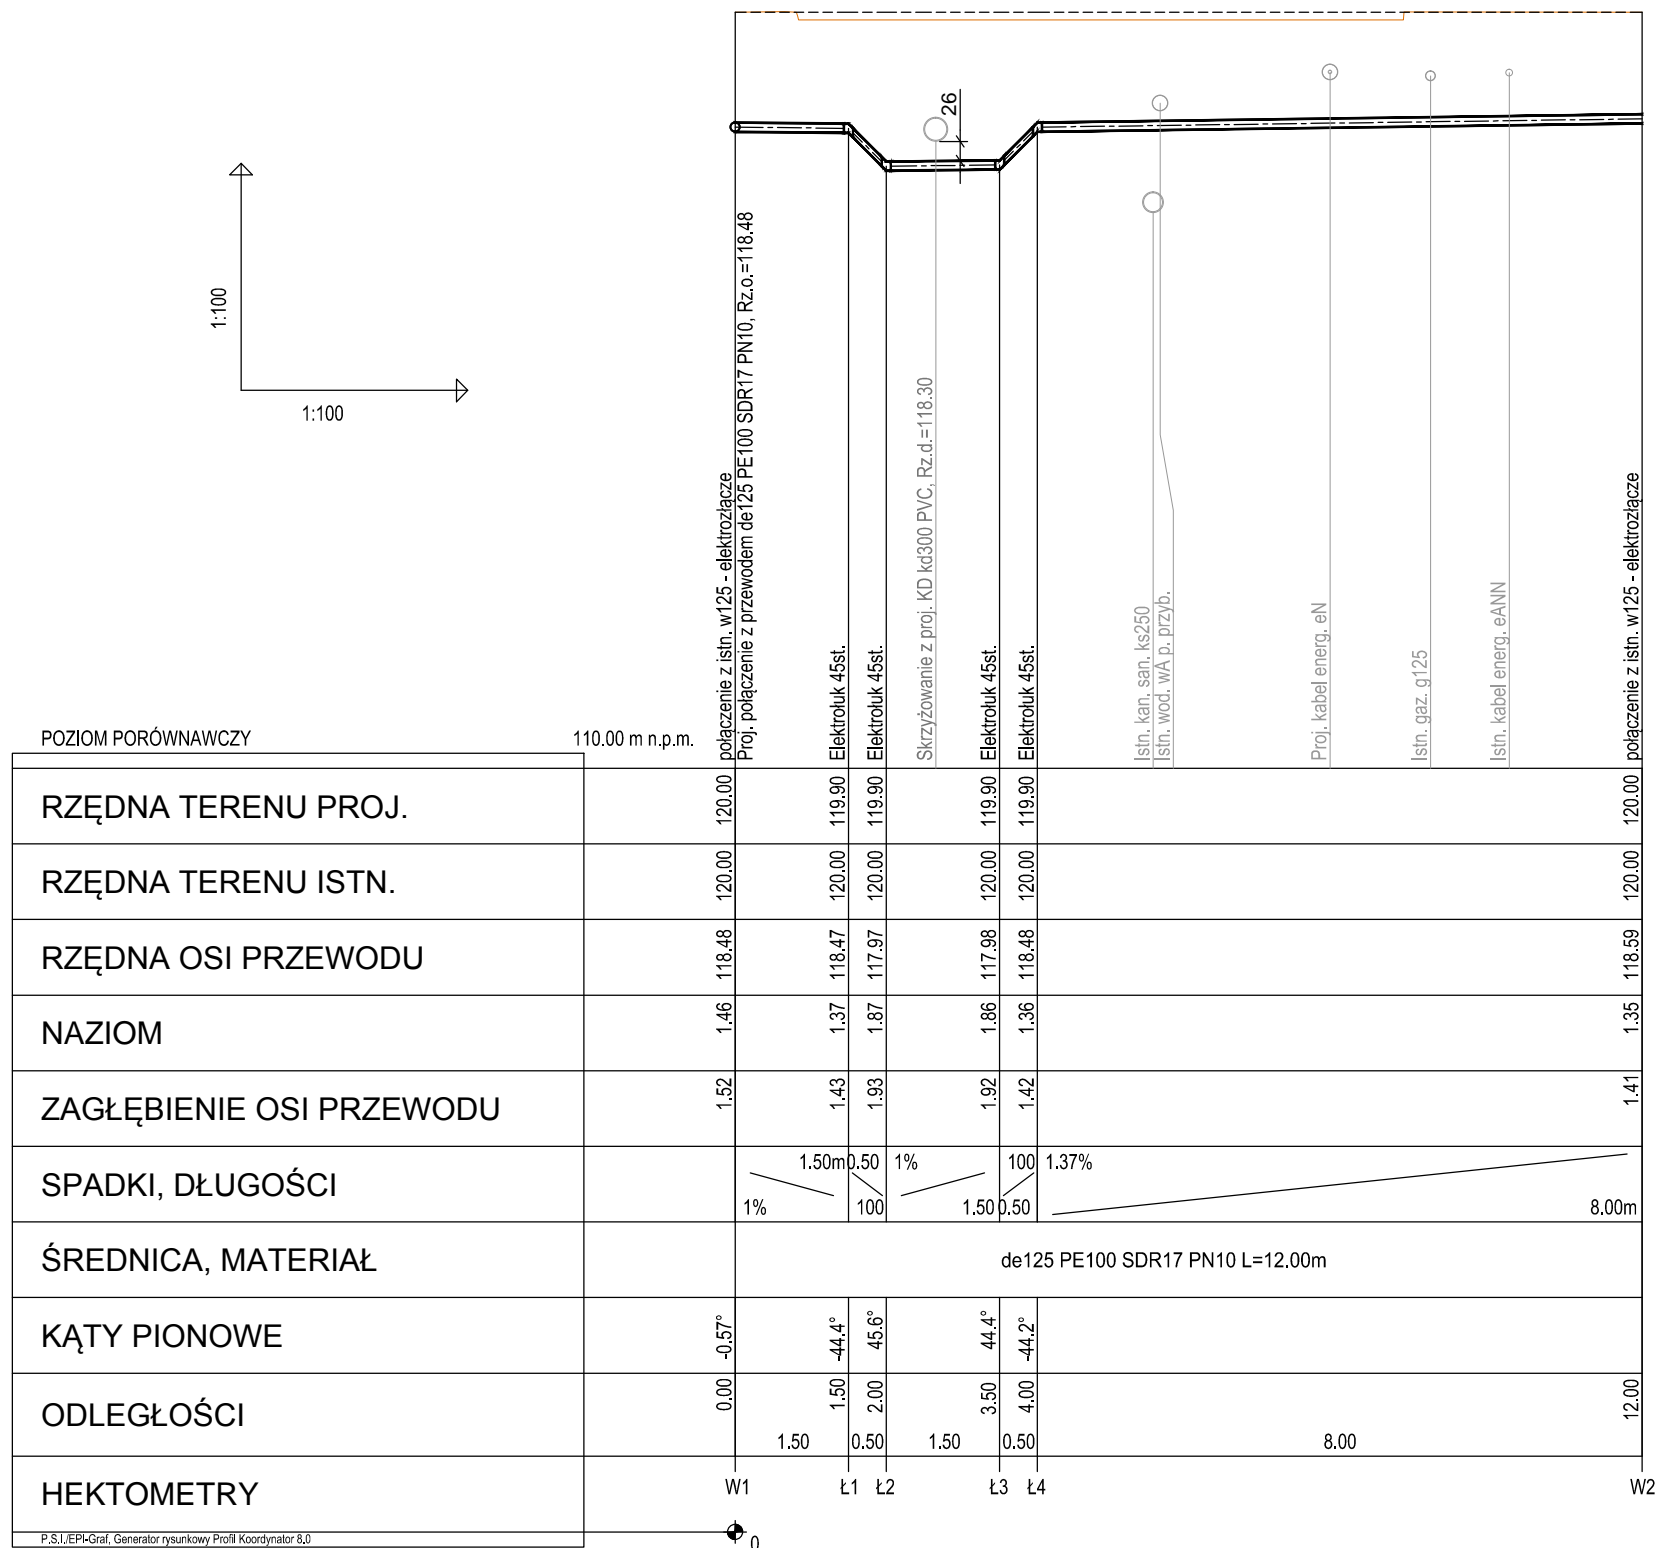 26
1:100
1:100
połączenie z istn. w125 - elektrozłącze
Proj. połączenie z przewodem de125 PE100 SDR17 PN10, Rz.o.=118.48
Elektrołuk 45st.
Elektrołuk 45st.
Skrzyżowanie z proj. KD kd300 PVC, Rz.d.=118.30
Elektrołuk 45st.
Elektrołuk 45st.
Istn. kan. san. ks250
Istn. wod. wA p. przyb.
Proj. kabel energ. eN
Istn. gaz. g125
Istn. kabel energ. eANN
połączenie z istn. w125 - elektrozłącze
POZIOM PORÓWNAWCZY 110.00 m n.p.m.
RZĘDNA TERENU PROJ. 120.00 119.90 119.90 119.90 119.90 120.00
RZĘDNA TERENU ISTN. 120.00 120.00 120.00 120.00 120.00 120.00
RZĘDNA OSI PRZEWODU 118.48 118.47 117.97 117.98 118.48 118.59
NAZIOM 1.46 1.37 1.87 1.86 1.36 1.35
ZAGŁĘBIENIE OSI PRZEWODU 1.52 1.43 1.93 1.92 1.42 1.41
SPADKI, DŁUGOŚCI
1.50m 0.50 1% 100 1.37%
1% 100 1.50 0.50 8.00m
ŚREDNICA, MATERIAŁ de125 PE100 SDR17 PN10 L=12.00m
KĄTY PIONOWE -0.57° -44.4° 45.6° 44.4° -44.2°
ODLEGŁOŚCI 0.00 1.50 2.00 3.50 4.00 12.00
1.50 0.50 1.50 0.50 8.00
HEKTOMETRY W1 Ł1 Ł2 Ł3 Ł4 W2
P.S.I./EPI-Graf, Generator rysunkowy Profil Koordynator 8.0
0